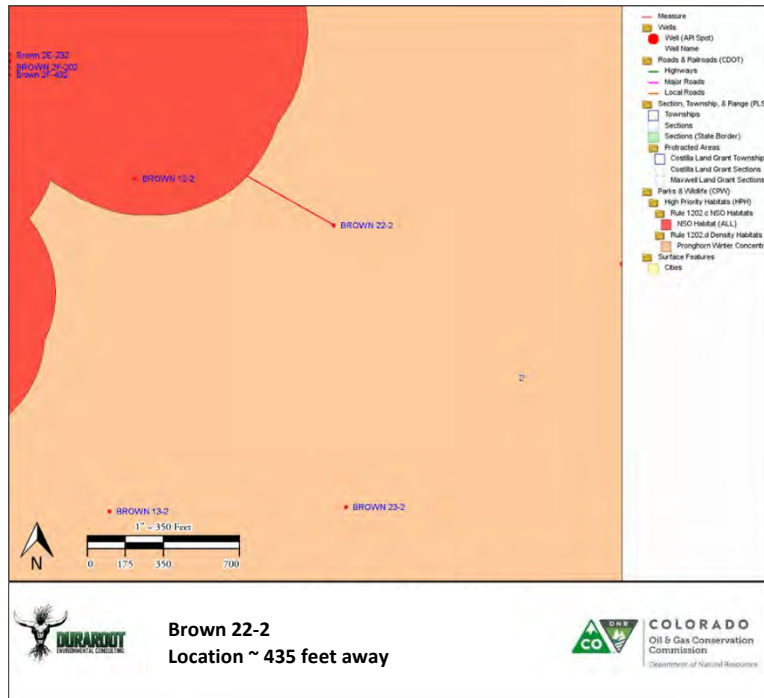 Brown 2E-232
BROWN 2F-202
Brown 2F-402
BROWN 12-2
BROWN 22-2
2
BROWN 13-2
BROWN 23-2
N
1" = 350 Feet
0 175 350 700
Measure
Wells
Well (API Spot)
Well Name
Roads & Railroads (CDOT)
Highways
Major Roads
Local Roads
Section, Township, & Range (PLS
Townships
Sections
Sections (State Border)
Protracted Areas
Costilla Land Grant Township
Costilla Land Grant Sections
Maxwell Land Grant Sections
Parks & Wildlife (CPW)
High Priority Habitats (HPH)
Rule 1202.c NSO Habitats
NSO Habitat (ALL)
Rule 1202.d Density Habitats
Pronghorn Winter Concentr
Surface Features
Cities
DURAROOT
ENVIRONMENTAL CONSULTING
Brown 22-2
Location ~ 435 feet away
CO
DNR
COLORADO
Oil & Gas Conservation
Commission
Department of Natural Resources